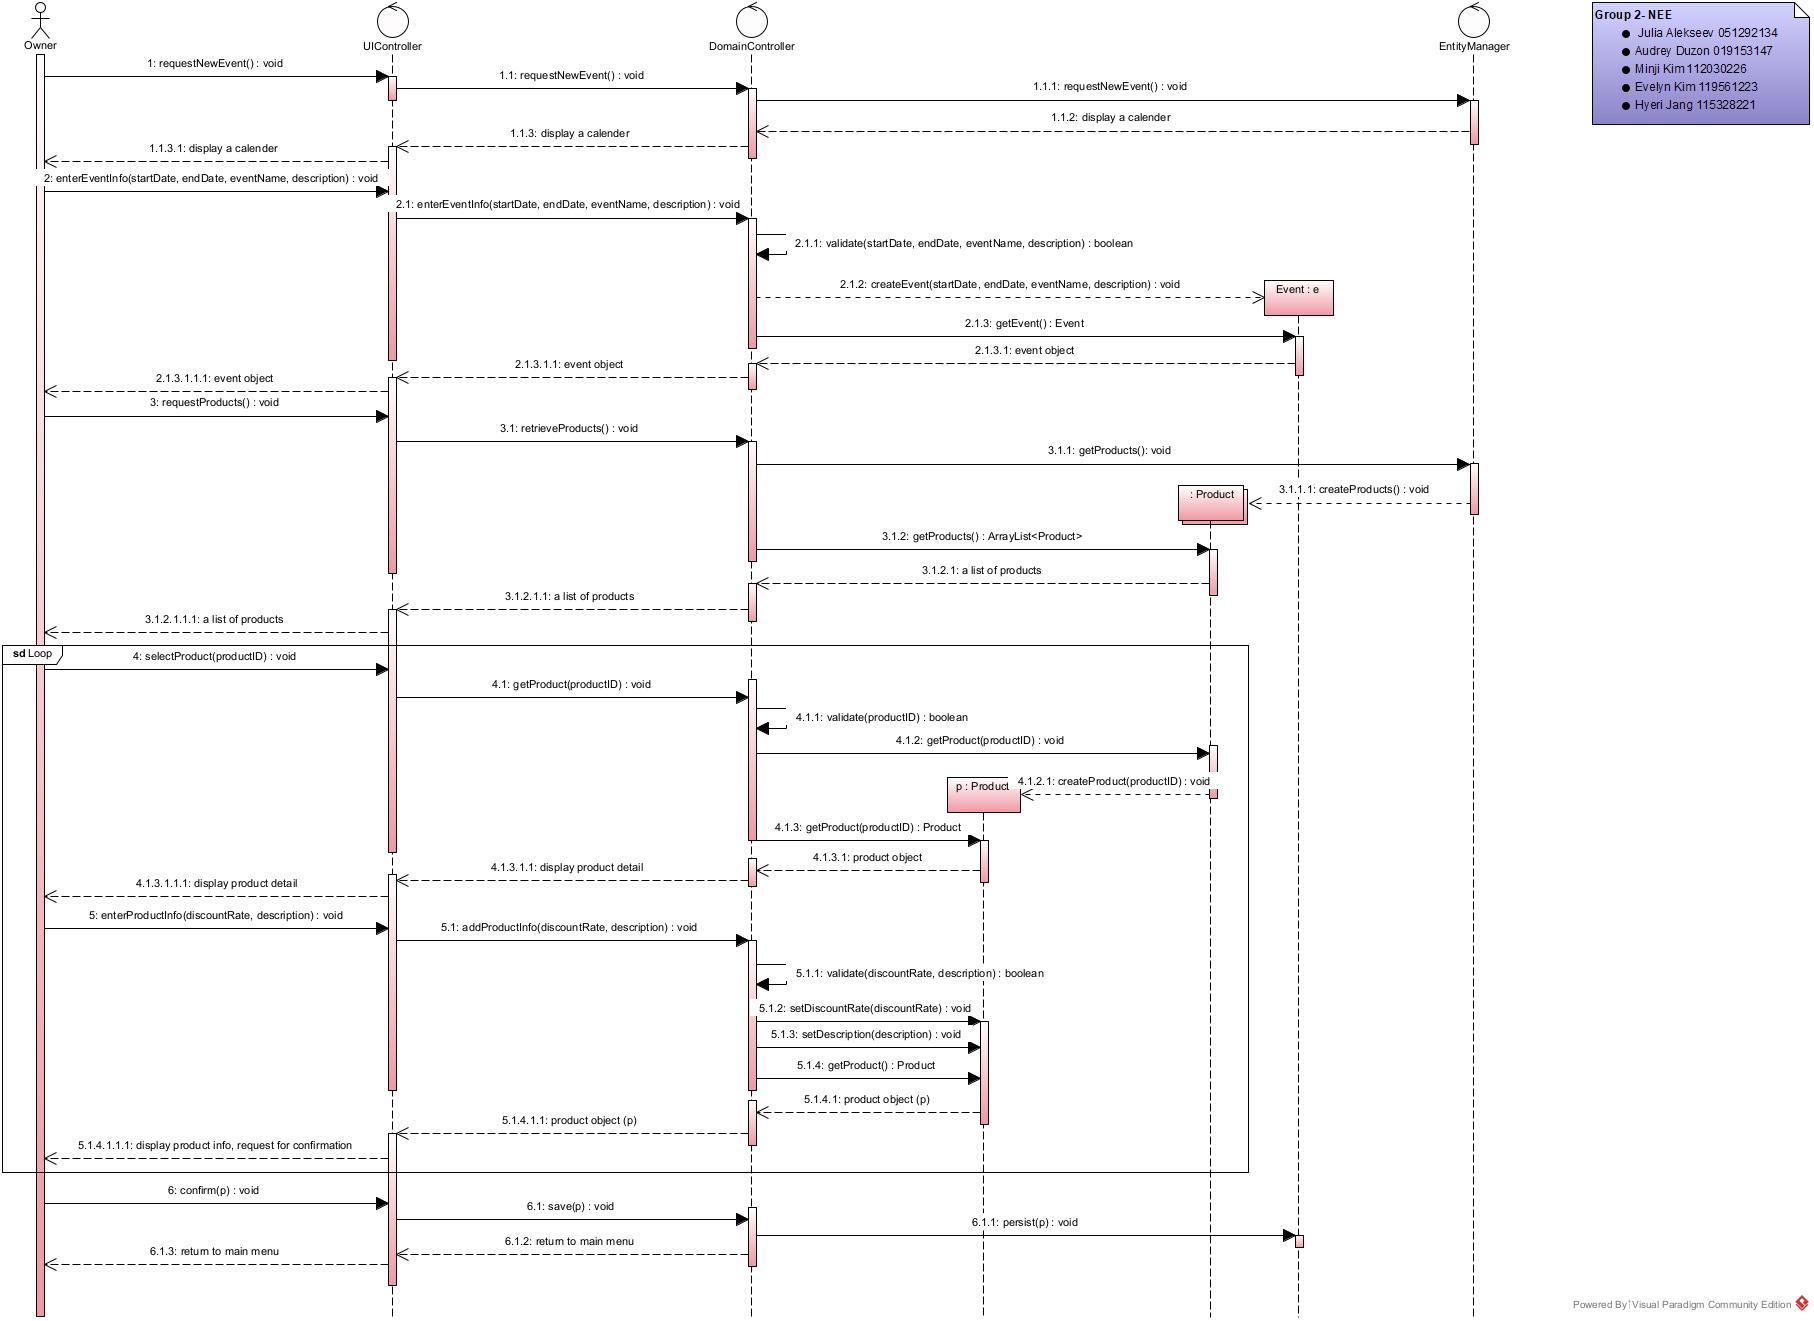 Owner
UIController
DomainController
EntityManager
Group 2- NEE
Julia Alekseev 051292134
Audrey Duzon 019153147
Minji Kim 112030226
Evelyn Kim 119561223
Hyeri Jang 115328221
1: requestNewEvent() : void
1.1: requestNewEvent() : void
1.1.1: requestNewEvent() : void
1.1.2: display a calender
1.1.3: display a calender
1.1.3.1: display a calender
2: enterEventInfo(startDate, endDate, eventName, description) : void
2.1: enterEventInfo(startDate, endDate, eventName, description) : void
2.1.1: validate(startDate, endDate, eventName, description) : boolean
2.1.2: createEvent(startDate, endDate, eventName, description) : void
Event : e
2.1.3: getEvent() : Event
2.1.3.1: event object
2.1.3.1.1: event object
2.1.3.1.1.1: event object
3: requestProducts() : void
3.1: retrieveProducts() : void
3.1.1: getProducts(): void
3.1.1.1: createProducts() : void
: Product
3.1.2: getProducts() : ArrayList<Product>
3.1.2.1: a list of products
3.1.2.1.1: a list of products
3.1.2.1.1.1: a list of products
sd Loop
4: selectProduct(productID) : void
4.1: getProduct(productID) : void
4.1.1: validate(productID) : boolean
4.1.2: getProduct(productID) : void
4.1.2.1: createProduct(productID) : void
p : Product
4.1.3: getProduct(productID) : Product
4.1.3.1: product object
4.1.3.1.1: display product detail
4.1.3.1.1.1: display product detail
5: enterProductInfo(discountRate, description) : void
5.1: addProductInfo(discountRate, description) : void
5.1.1: validate(discountRate, description) : boolean
5.1.2: setDiscountRate(discountRate) : void
5.1.3: setDescription(description) : void
5.1.4: getProduct() : Product
5.1.4.1: product object (p)
5.1.4.1.1: product object (p)
5.1.4.1.1.1: display product info, request for confirmation
6: confirm(p) : void
6.1: save(p) : void
6.1.1: persist(p) : void
6.1.2: return to main menu
6.1.3: return to main menu
Powered By Visual Paradigm Community Edition